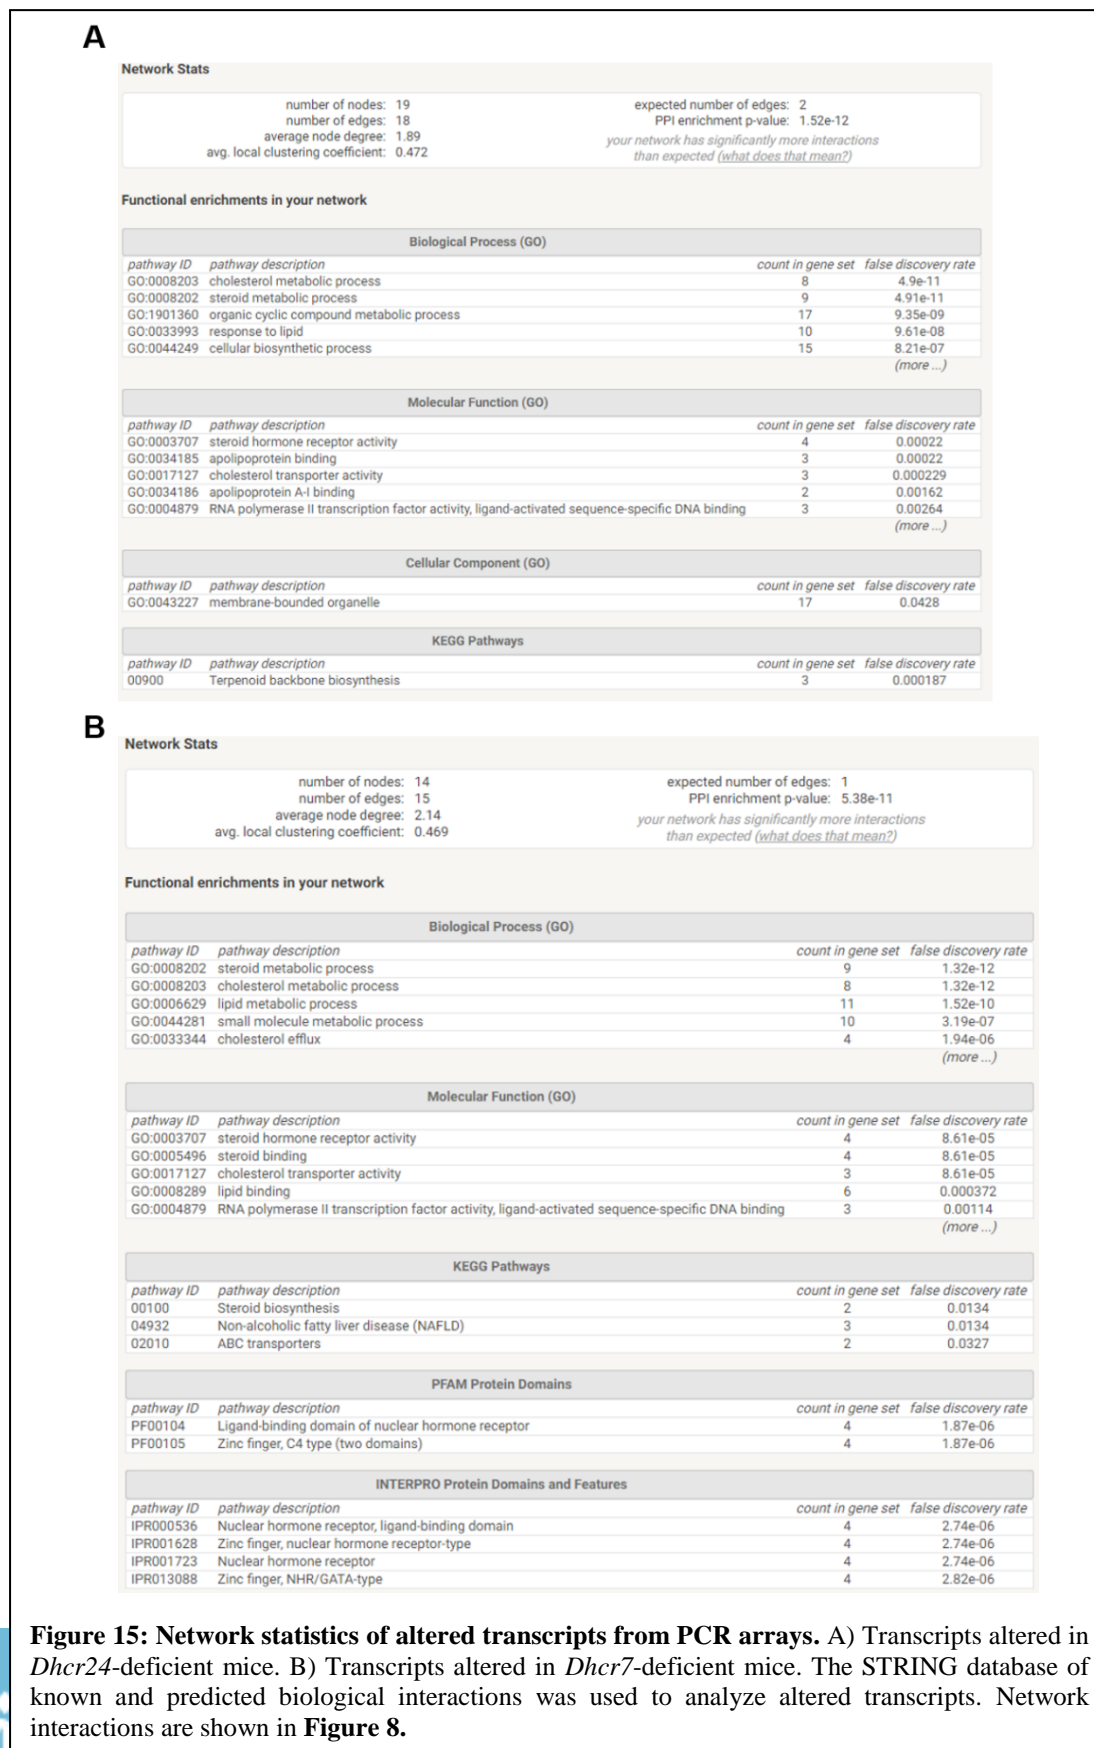 A
Network Stats
number of nodes: 19
number of edges: 18
average node degree: 1.89
avg. local clustering coefficient: 0.472
expected number of edges: 2
PPI enrichment p-value: 1.52e-12
your network has significantly more interactions
than expected (what does that mean?)
Functional enrichments in your network
Biological Process (GO)
pathway ID pathway description count in gene set false discovery rate
GO:0008203 cholesterol metabolic process 8 4.9e-11
GO:0008202 steroid metabolic process 9 4.91e-11
GO:1901360 organic cyclic compound metabolic process 17 9.35e-09
GO:0033993 response to lipid 10 9.61e-08
GO:0044249 cellular biosynthetic process 15 8.21e-07
(more ...)
Molecular Function (GO)
pathway ID pathway description count in gene set false discovery rate
GO:0003707 steroid hormone receptor activity 4 0.00022
GO:0034185 apolipoprotein binding 3 0.00022
GO:0017127 cholesterol transporter activity 3 0.000229
GO:0034186 apolipoprotein A-I binding 2 0.00162
GO:0004879 RNA polymerase II transcription factor activity, ligand-activated sequence-specific DNA binding 3 0.00264
(more ...)
Cellular Component (GO)
pathway ID pathway description count in gene set false discovery rate
GO:0043227 membrane-bounded organelle 17 0.0428
KEGG Pathways
pathway ID pathway description count in gene set false discovery rate
00900 Terpenoid backbone biosynthesis 3 0.000187
B
Network Stats
number of nodes: 14
number of edges: 15
average node degree: 2.14
avg. local clustering coefficient: 0.469
expected number of edges: 1
PPI enrichment p-value: 5.38e-11
your network has significantly more interactions
than expected (what does that mean?)
Functional enrichments in your network
Biological Process (GO)
pathway ID pathway description count in gene set false discovery rate
GO:0008202 steroid metabolic process 9 1.32e-12
GO:0008203 cholesterol metabolic process 8 1.32e-12
GO:0006629 lipid metabolic process 11 1.52e-10
GO:0044281 small molecule metabolic process 10 3.19e-07
GO:0033344 cholesterol efflux 4 1.94e-06
(more ...)
Molecular Function (GO)
pathway ID pathway description count in gene set false discovery rate
GO:0003707 steroid hormone receptor activity 4 8.61e-05
GO:0005496 steroid binding 4 8.61e-05
GO:0017127 cholesterol transporter activity 3 8.61e-05
GO:0008289 lipid binding 6 0.000372
GO:0004879 RNA polymerase II transcription factor activity, ligand-activated sequence-specific DNA binding 3 0.00114
(more ...)
KEGG Pathways
pathway ID pathway description count in gene set false discovery rate
00100 Steroid biosynthesis 2 0.0134
04932 Non-alcoholic fatty liver disease (NAFLD) 3 0.0134
02010 ABC transporters 2 0.0327
PFAM Protein Domains
pathway ID pathway description count in gene set false discovery rate
PF00104 Ligand-binding domain of nuclear hormone receptor 4 1.87e-06
PF00105 Zinc finger, C4 type (two domains) 4 1.87e-06
INTERPRO Protein Domains and Features
pathway ID pathway description count in gene set false discovery rate
IPR000536 Nuclear hormone receptor, ligand-binding domain 4 2.74e-06
IPR001628 Zinc finger, nuclear hormone receptor-type 4 2.74e-06
IPR001723 Nuclear hormone receptor 4 2.74e-06
IPR013088 Zinc finger, NHR/GATA-type 4 2.82e-06
Figure 15: Network statistics of altered transcripts from PCR arrays. A) Transcripts altered in
Dhcr24-deficient mice. B) Transcripts altered in Dhcr7-deficient mice. The STRING database of
known and predicted biological interactions was used to analyze altered transcripts. Network
interactions are shown in Figure 8.